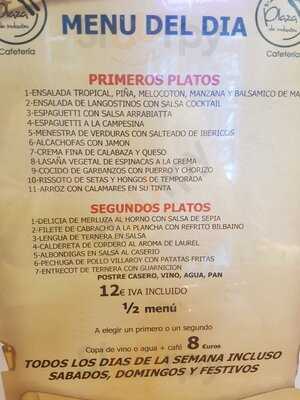 Plaza
Cafetería
MENU DEL DIA
Plaza
Cafetería
PRIMEROS PLATOS
1-ENSALADA TROPICAL, PIÑA, MELOCOTON, MANZANA Y BALSAMICO DE MA
2-ENSALADA DE LANGOSTINOS CON SALSA COCKTAIL
3-ESPAGUETTI CON SALSA ARRABIATTA
4-ESPAGUETTI A LA CAMPESINA
5-MENESTRA DE VERDURAS CON SALTEADO DE IBERICOS
6-ALCACHOFAS CON JAMON
7-CREMA FINA DE CALABAZA Y QUESO
8-LASAÑA VEGETAL DE ESPINACAS A LA CREMA
9-COCIDO DE GARBANZOS CON PUERRO Y CHORIZO
10-RISSOTO DE SETAS Y HONGOS DE TEMPORADA
11-ARROZ CON CALAMARES EN SU TINTA
SEGUNDOS PLATOS
1-DELICIA DE MERLUZA AL HORNO CON SALSA DE SEPIA
2-FILETE DE CABRACHO A LA PLANCHA CON REFRITO BILBAINO
3-LENGUA DE TERNERA EN SALSA
4-CALDERETA DE CORDERO AL AROMA DE LAUREL
5-ALBONDIGAS EN SALSA AL CASERIO
6-PECHUGA DE POLLO VILLAROY CON PATATAS FRITAS
7-ENTRECOT DE TERNERA CON GUARNICION
POSTRE CASERO, VINO, AGUA, PAN
12€ IVA INCLUIDO
½ menú
A elegir un primero o un segundo
Copa de vino o agua + café 8 €uros
TODOS LOS DIAS DE LA SEMANA INCLUSO
SABADOS, DOMINGOS Y FESTIVOS